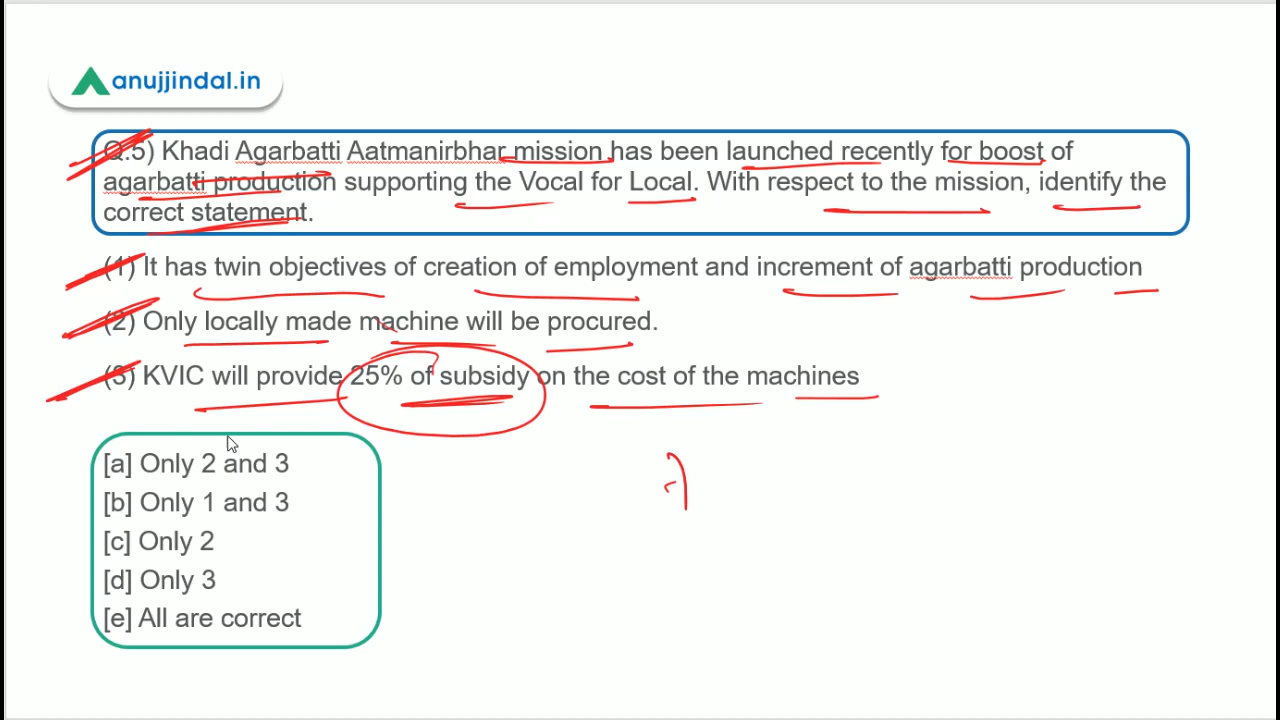 anujjindal.in
Q.5) Khadi Agarbatti Aatmanirbhar mission has been launched recently for boost of
agarbatti production supporting the Vocal for Local. With respect to the mission, identify the
correct statement.
(1) It has twin objectives of creation of employment and increment of agarbatti production
(2) Only locally made machine will be procured.
(3) KVIC will provide 25% of subsidy on the cost of the machines
[a] Only 2 and 3
[b] Only 1 and 3
[c] Only 2
[d] Only 3
[e] All are correct